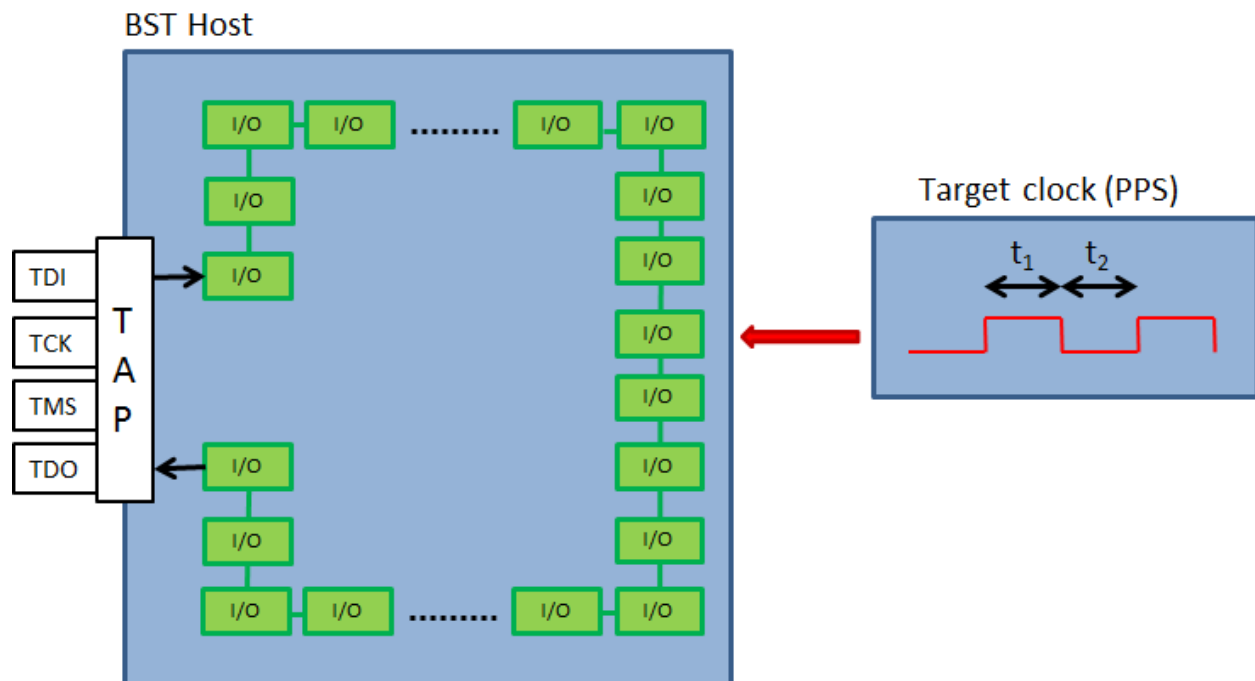 BST Host
I/O I/O ......... I/O I/O
I/O I/O
Target clock (PPS)
TDI I/O I/O
t1 t2
TCK T I/O
A
TMS P I/O
TDO I/O I/O
I/O I/O
I/O I/O ......... I/O I/O